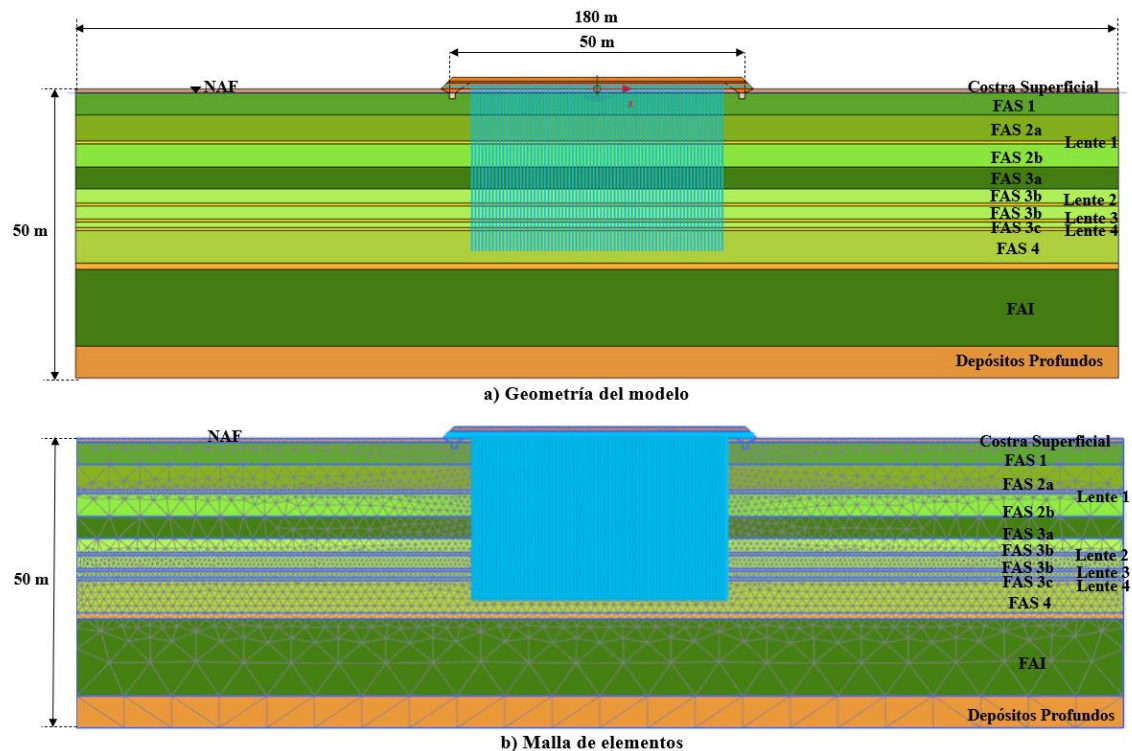 180 m
50 m
NAF
Costra Superficial
FAS 1
FAS 2a
Lente 1
FAS 2b
FAS 3a
FAS 3b
Lente 2
FAS 3b
Lente 3
FAS 3c
Lente 4
FAS 4
50 m
x
FAI
Depósitos Profundos
a) Geometría del modelo
NAF
Costra Superficial
FAS 1
FAS 2a
Lente 1
FAS 2b
FAS 3a
FAS 3b
Lente 2
FAS 3b
Lente 3
FAS 3c
Lente 4
FAS 4
50 m
FAI
Depósitos Profundos
b) Malla de elementos